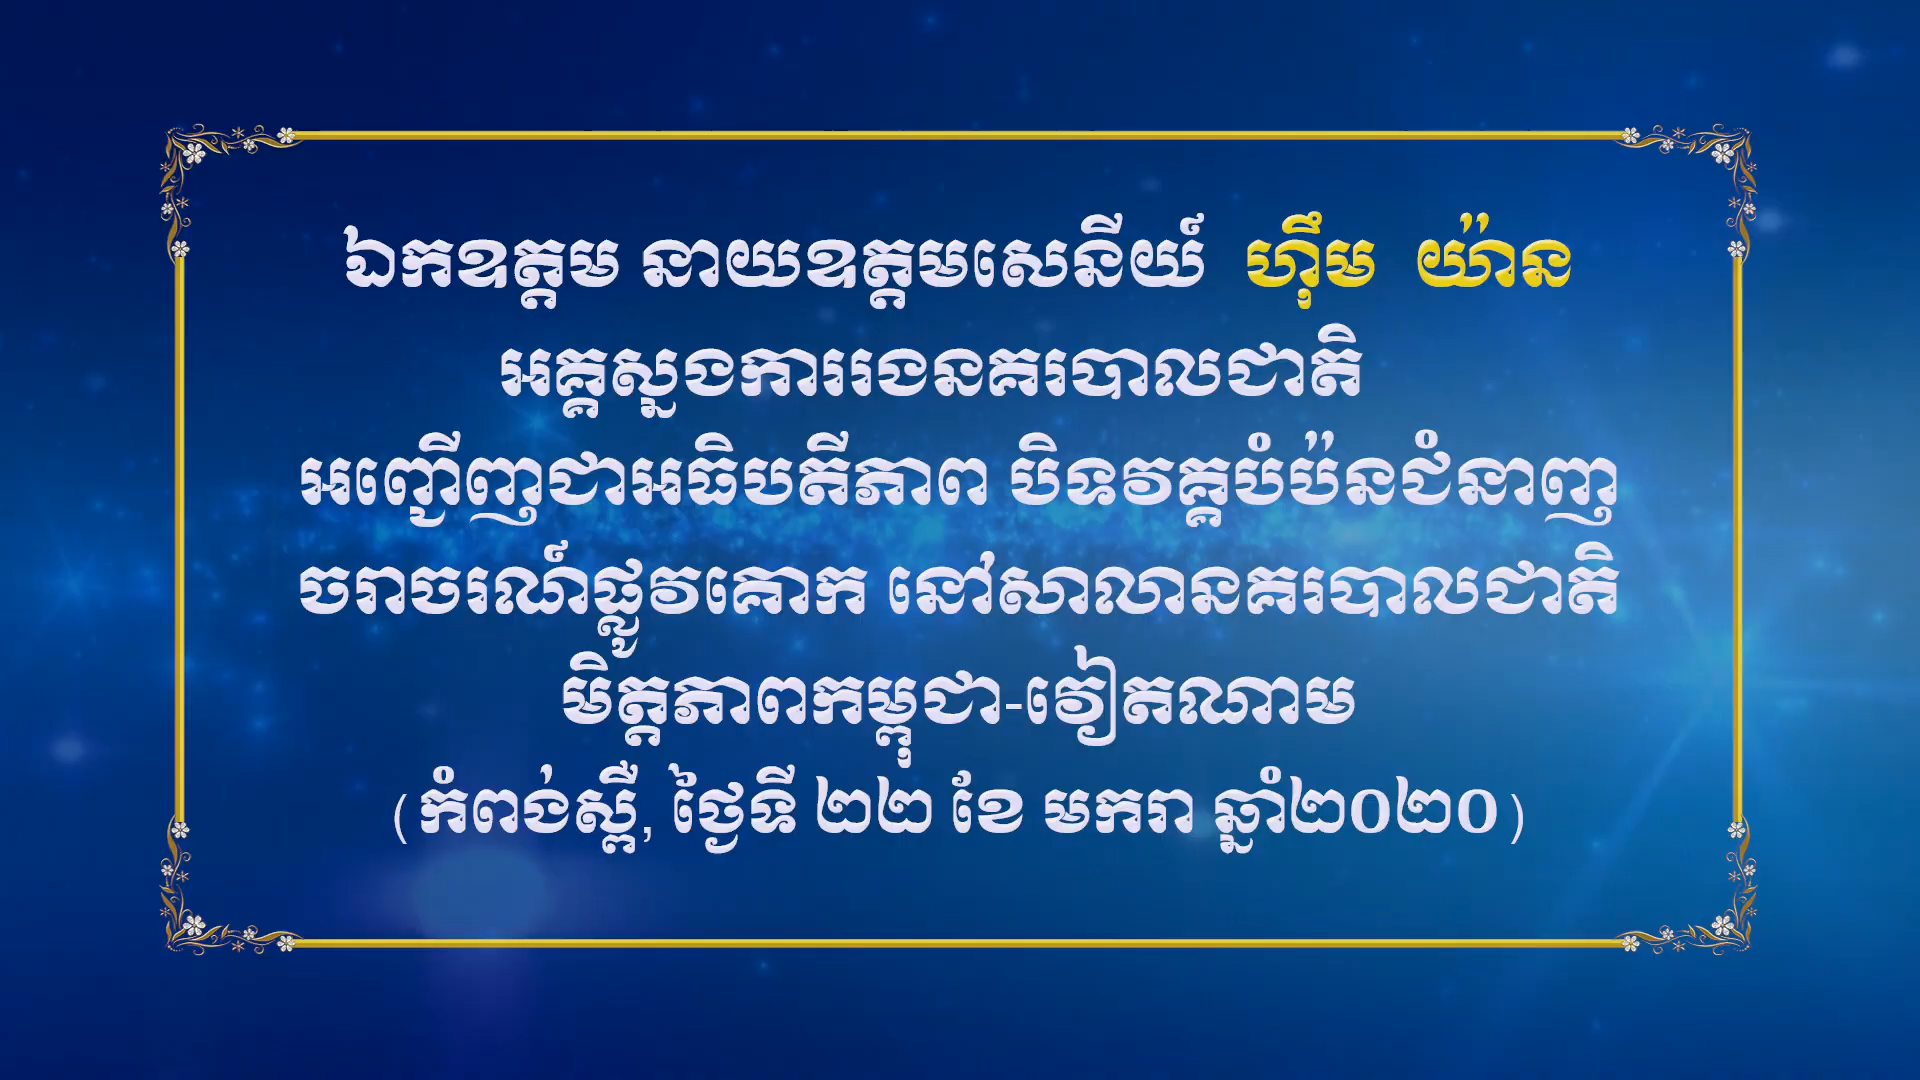 ឯកឧត្តម នាយឧត្តមសេនីយ៍ ហ៊ឹម យ៉ាន
អគ្គស្នងការរងនគរបាលជាតិ
អញ្ជើញជាអធិបតីភាព បិទវគ្គបំប៉នជំនាញ
ចរាចរណ៍ផ្លូវគោក នៅសាលានគរបាលជាតិ
មិត្តភាពកម្ពុជា-វៀតណាម
(កំពង់ស្ពឺ, ថ្ងៃទី ២២ ខែ មករា ឆ្នាំ២០២០)